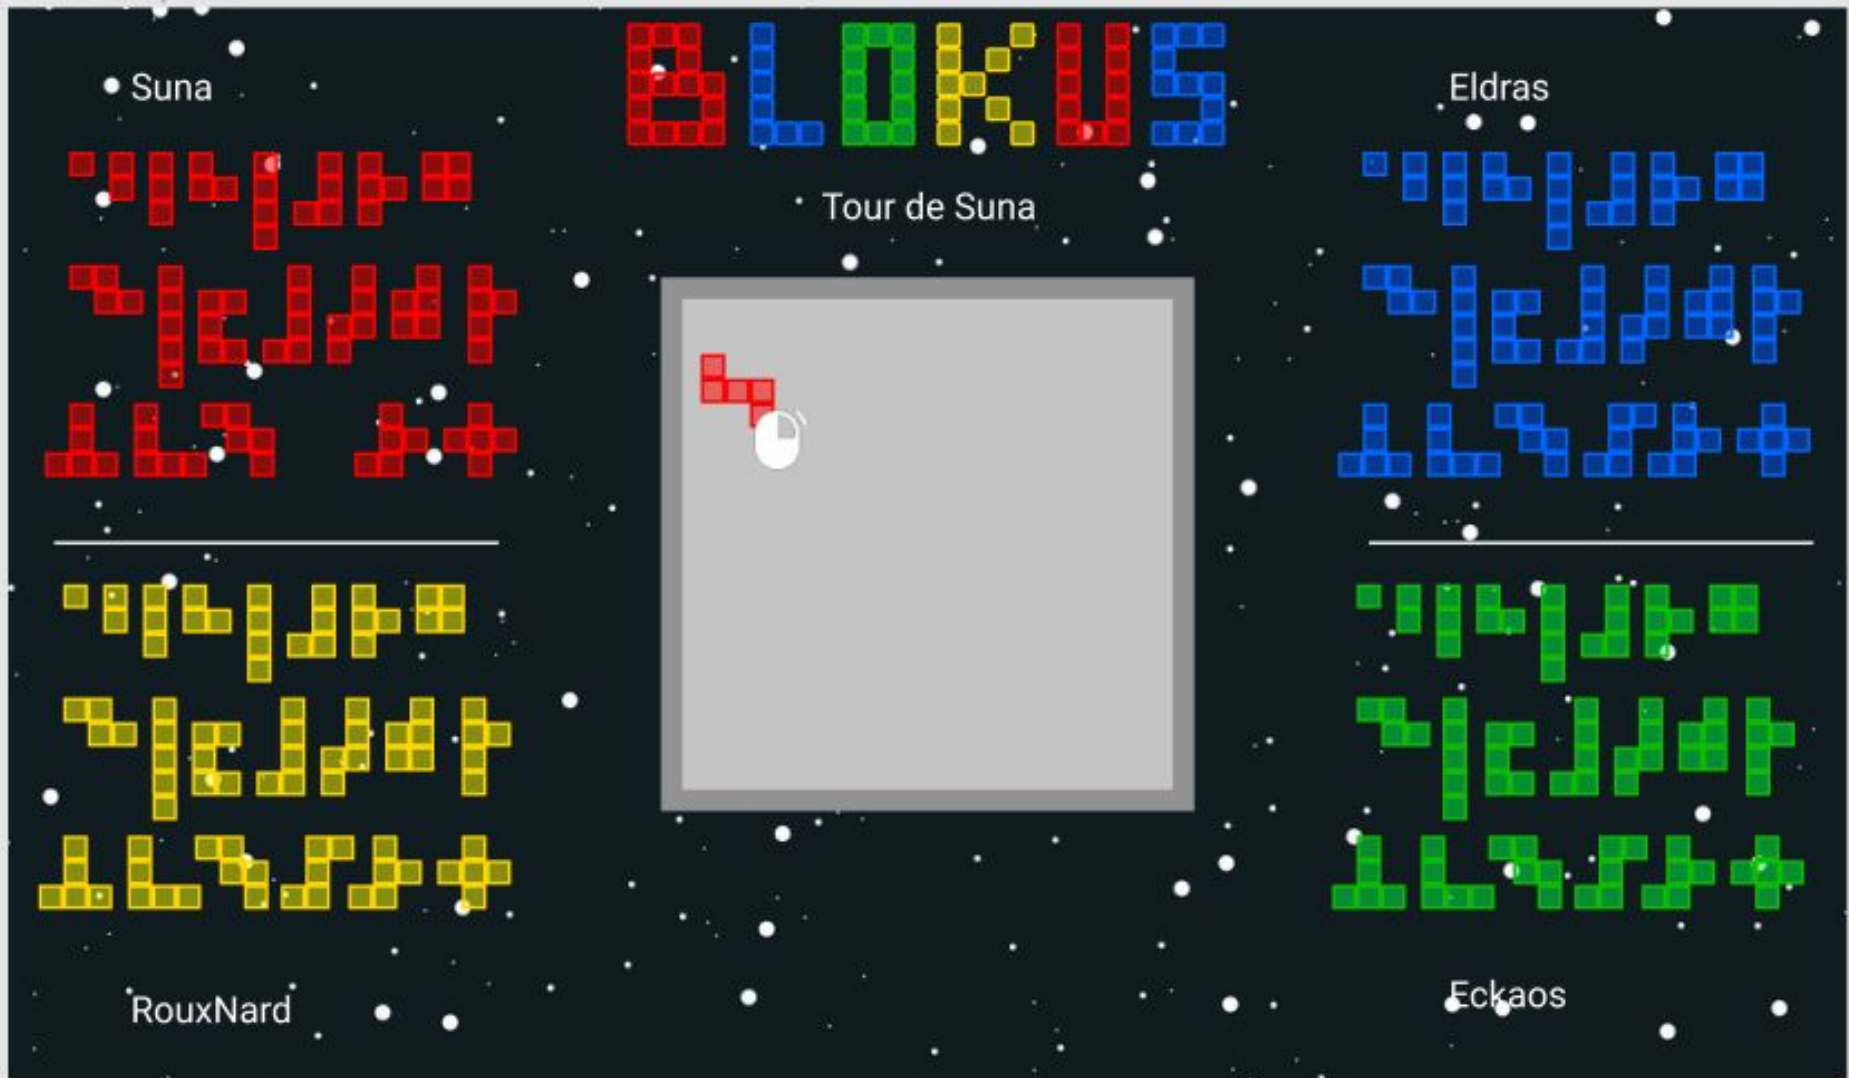 BLOKUS
Suna
Eldras
Tour de Suna
RouxNard
Eckaos